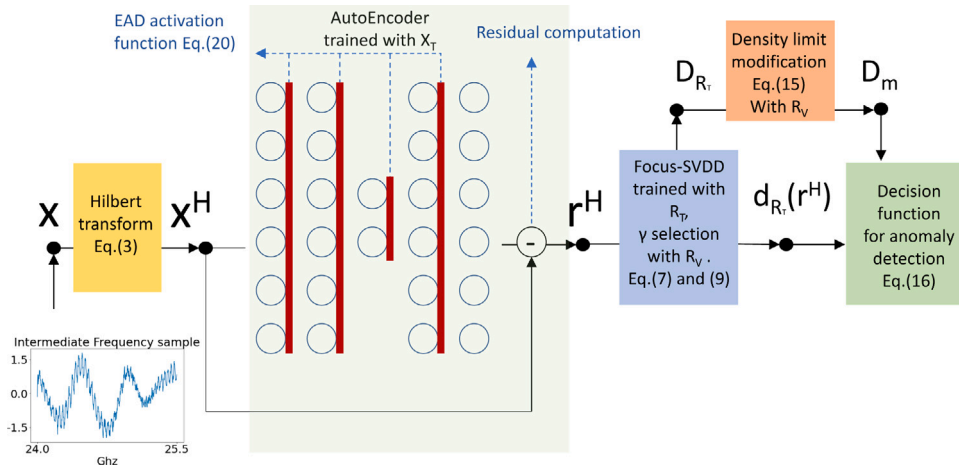 EAD activation
function Eq.(20)
AutoEncoder
trained with X_T
Residual computation
Density limit
modification
Eq.(15)
With R_V
D_{R_T}
D_m
X
Hilbert
transform
Eq.(3)
X^H
-
r^H
Focus-SVDD
trained with
R_T,
γ selection
with R_V .
Eq.(7) and (9)
d_{R_T}(r^H)
Decision
function
for anomaly
detection
Eq.(16)
Intermediate Frequency sample
1.5
0.0
-1.5
24.0
25.5
Ghz